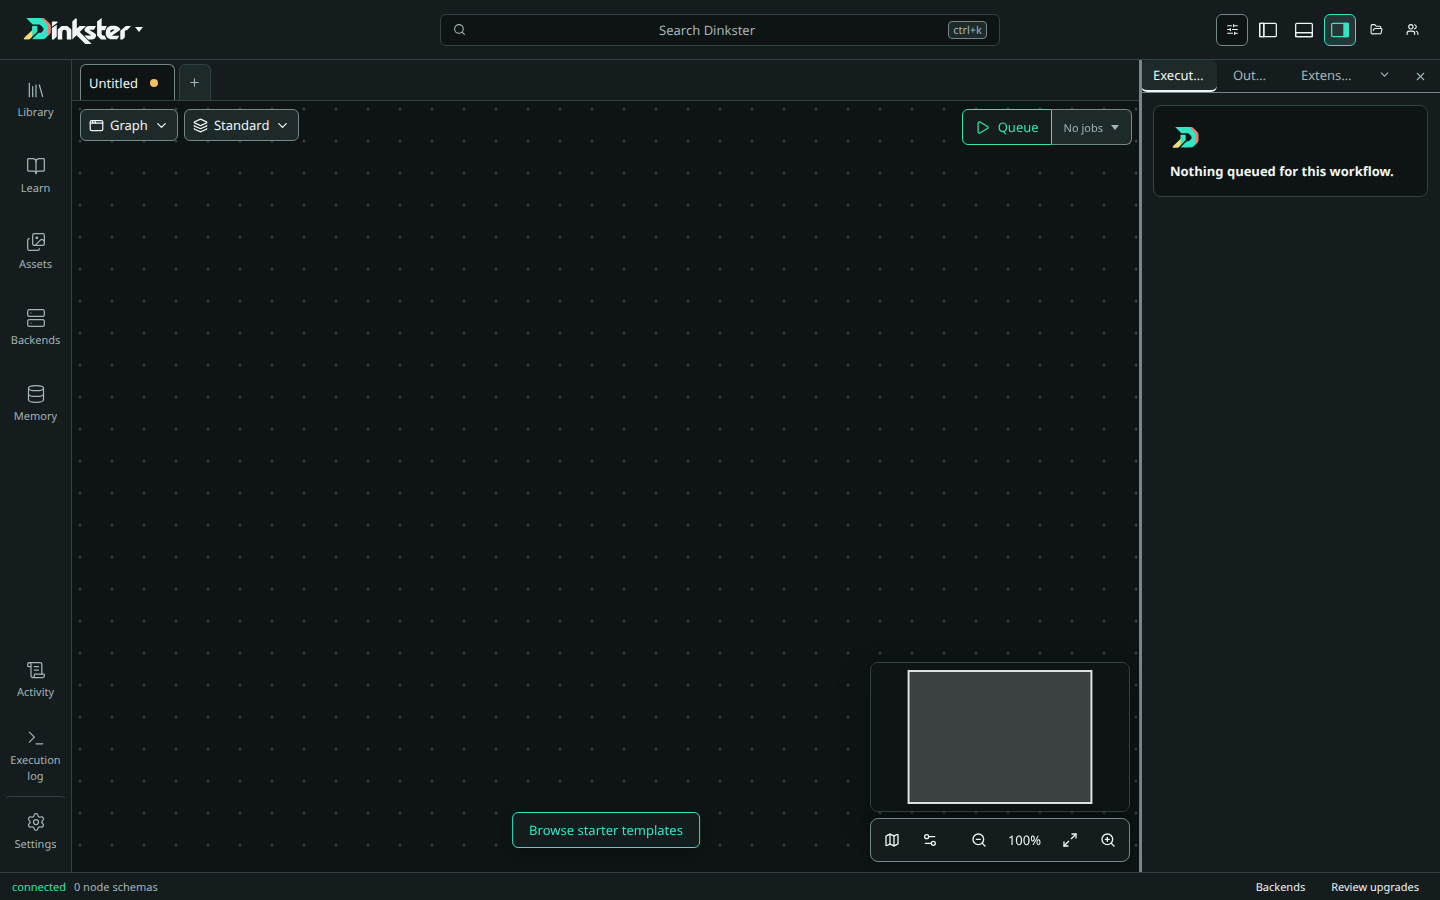 Dinkster
Search Dinkster
ctrl+k
Library
Learn
Assets
Backends
Memory
Activity
Execution
log
Settings
Untitled
Graph
Standard
Queue
No jobs
Browse starter templates
100%
Execut...
Out...
Extens...
Nothing queued for this workflow.
connected
0 node schemas
Backends
Review upgrades